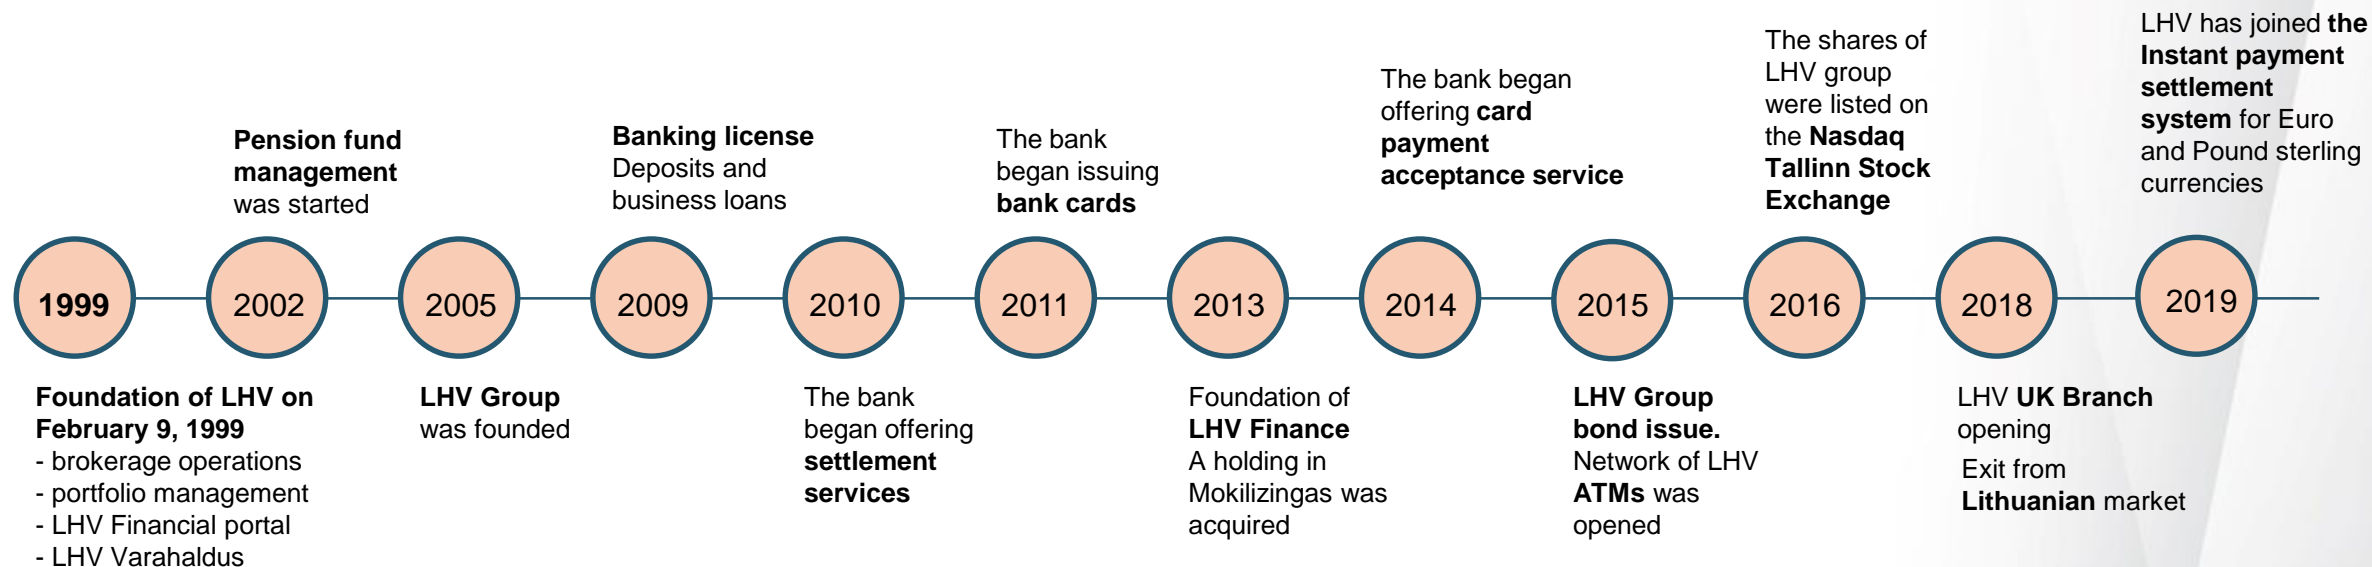 1999
Foundation of LHV on
February 9, 1999
- brokerage operations
- portfolio management
- LHV Financial portal
- LHV Varahaldus
Pension fund
management
was started
2002
2005
LHV Group
was founded
Banking license
Deposits and
business loans
2009
2010
The bank
began offering
settlement
services
The bank
began issuing
bank cards
2011
2013
Foundation of
LHV Finance
A holding in
Mokilizingas was
acquired
The bank began
offering card
payment
acceptance service
2014
2015
LHV Group
bond issue.
Network of LHV
ATMs was
opened
The shares of
LHV group
were listed on
the Nasdaq
Tallinn Stock
Exchange
2016
2018
LHV UK Branch
opening
Exit from
Lithuanian market
LHV has joined the
Instant payment
settlement
system for Euro
and Pound sterling
currencies
2019